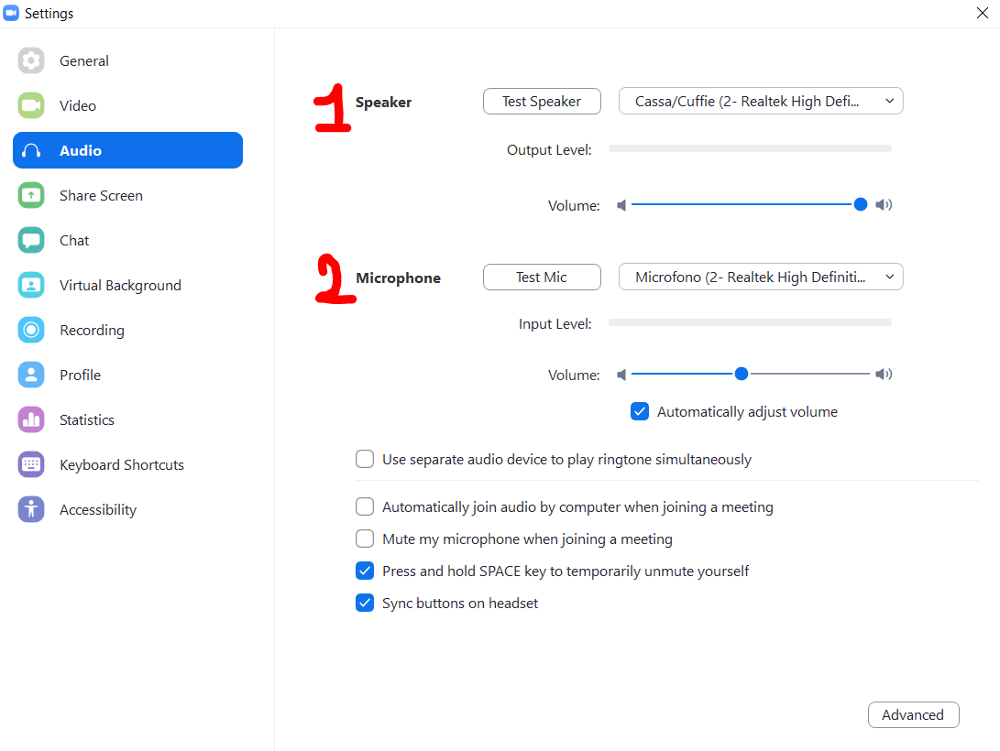 Settings
General
Video
Audio
Share Screen
Chat
Virtual Background
Recording
Profile
Statistics
Keyboard Shortcuts
Accessibility
1 Speaker Test Speaker Cassa/Cuffie (2- Realtek High Defi...
Output Level:
Volume:
2 Microphone Test Mic Microfono (2- Realtek High Definiti...
Input Level:
Volume:
Automatically adjust volume
Use separate audio device to play ringtone simultaneously
Automatically join audio by computer when joining a meeting
Mute my microphone when joining a meeting
Press and hold SPACE key to temporarily unmute yourself
Sync buttons on headset
Advanced